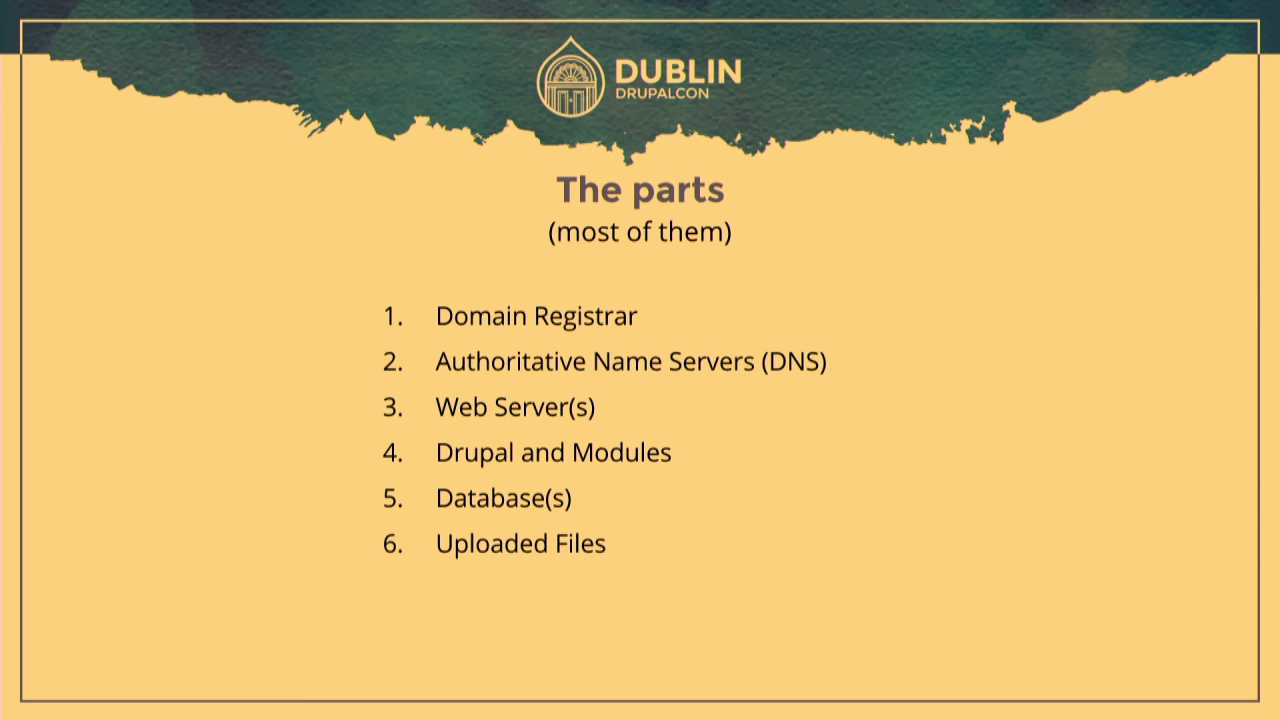 DUBLIN
DRUPALCON
The parts
(most of them)
1. Domain Registrar
2. Authoritative Name Servers (DNS)
3. Web Server(s)
4. Drupal and Modules
5. Database(s)
6. Uploaded Files